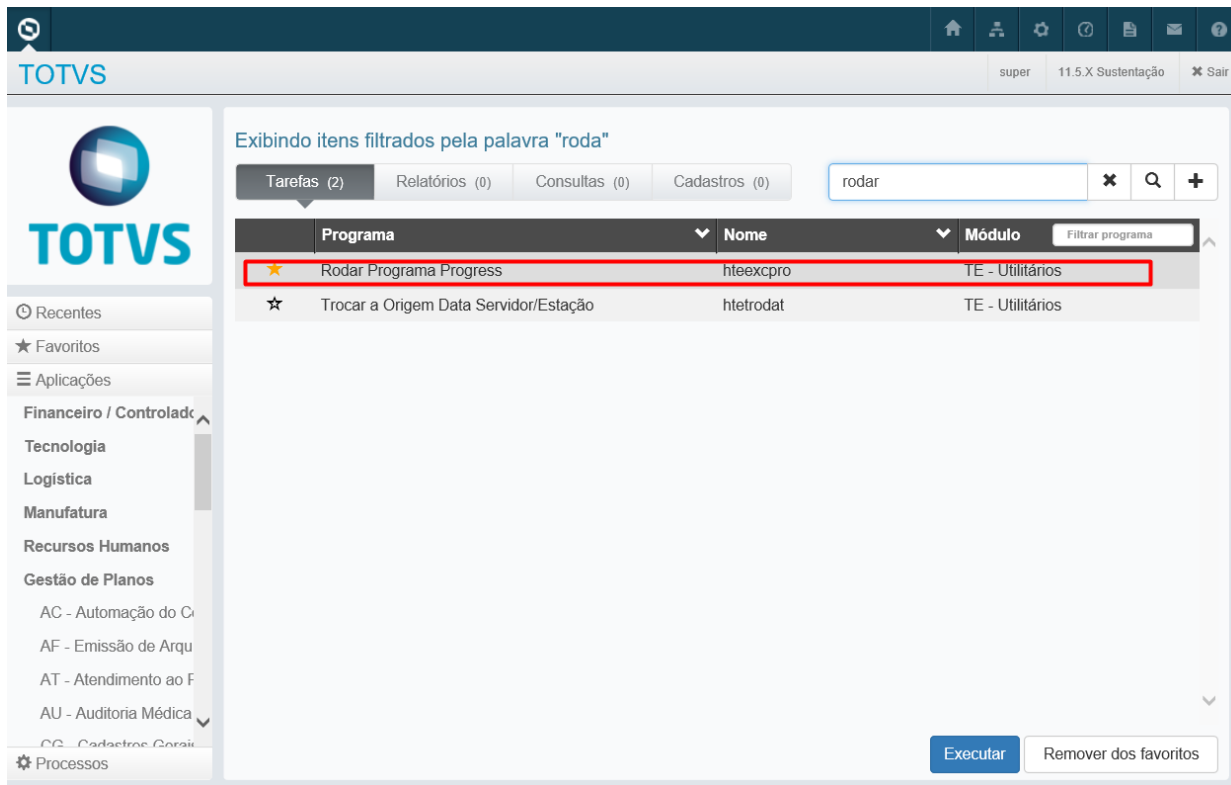 TOTVS
super 11.5.X Sustentação Sair
TOTVS
Exibindo itens filtrados pela palavra "roda"
Tarefas (2) Relatórios (0) Consultas (0) Cadastros (0) rodar
Programa Nome Módulo Filtrar programa
Rodar Programa Progress hteexcpro TE - Utilitários
Trocar a Origem Data Servidor/Estação htetrodat TE - Utilitários
Recentes
Favoritos
Aplicações
Financeiro / Controlado
Tecnologia
Logística
Manufatura
Recursos Humanos
Gestão de Planos
AC - Automação do C
AF - Emissão de Arqu
AT - Atendimento ao
AU - Auditoria Médica
CG - Cadastros Gerai
Processos
Executar Remover dos favoritos